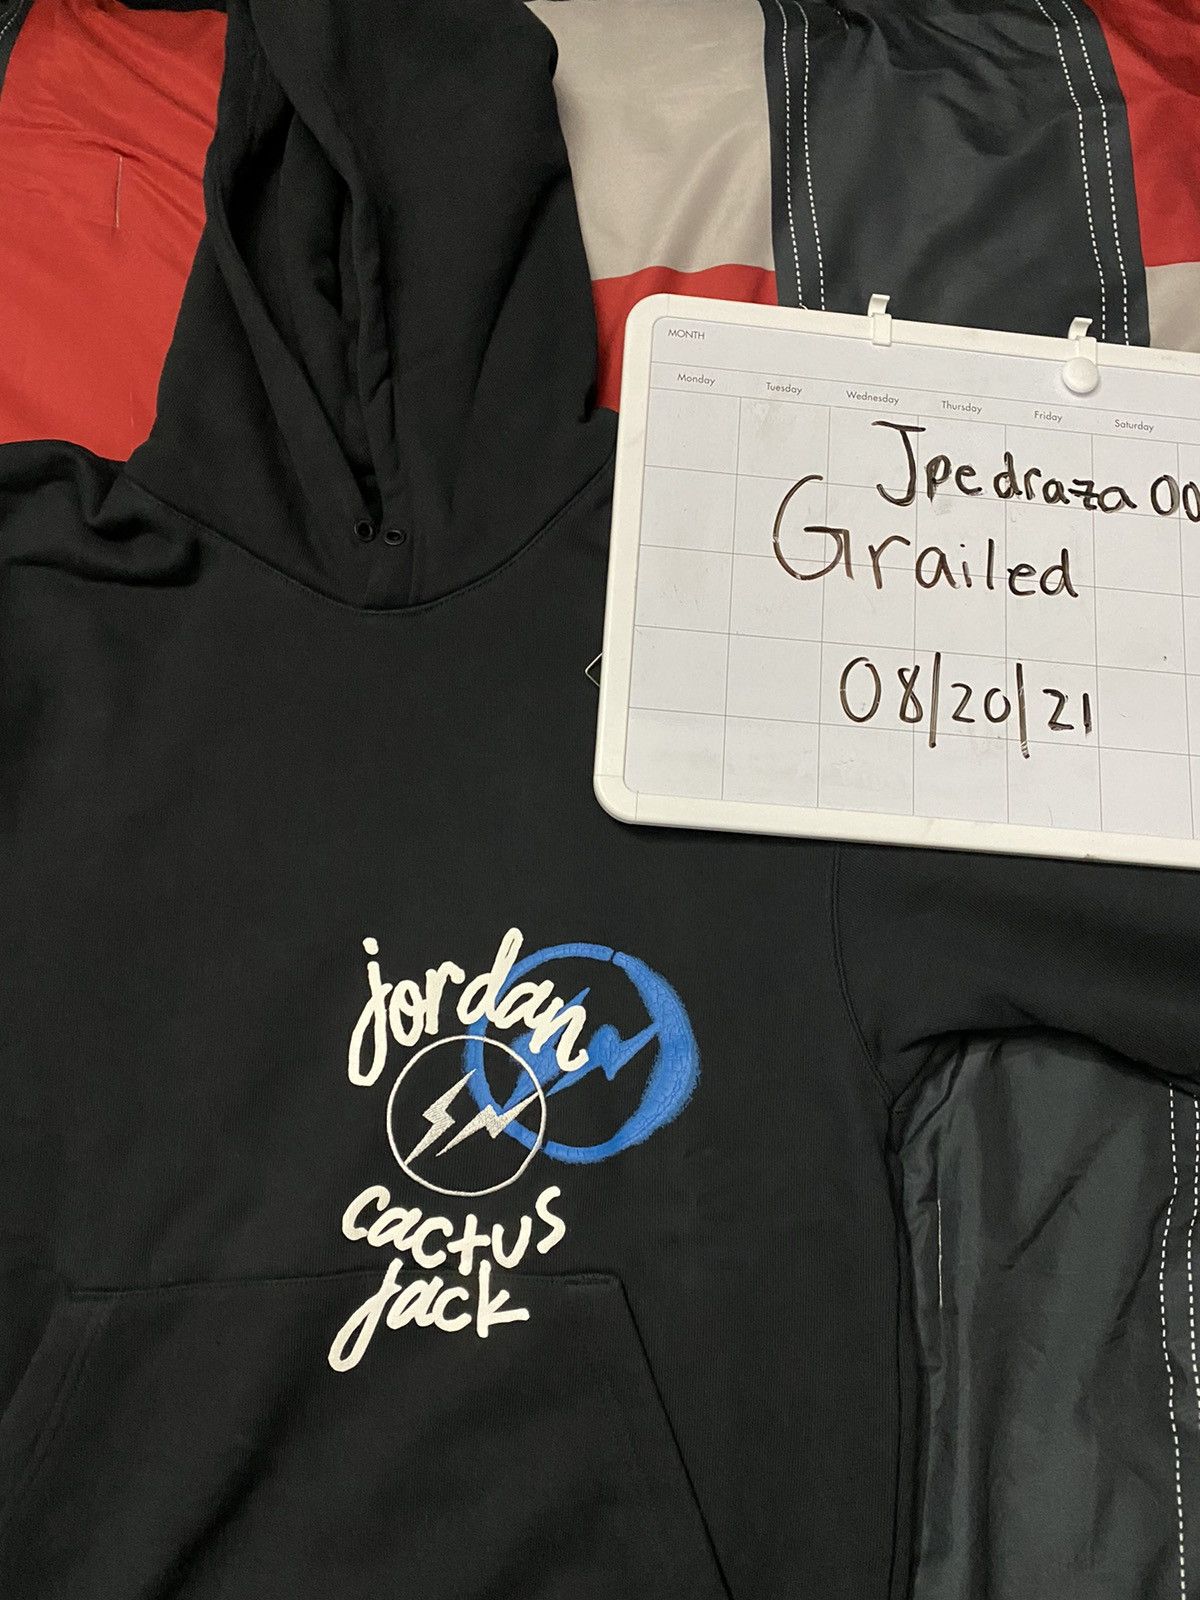 MONTH
Monday Tuesday Wednesday Thursday Friday Saturday
Jpedraza00
Grailed
08/20/21
jordan
cactus
jack